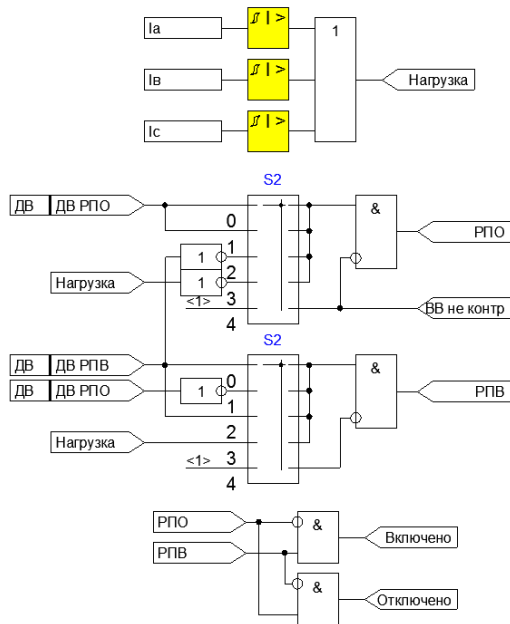 Iа
I >
1
Iв
I >
Нагрузка
Iс
I >
S2
ДВ ДВ РПО
0
&
РПО
1
1
Нагрузка
1
2
<1>
3
ВВ не контр
4
S2
ДВ ДВ РПВ
0
&
ДВ ДВ РПО
1
РПВ
1
Нагрузка
2
<1>
3
4
РПО
&
Включено
РПВ
&
Отключено